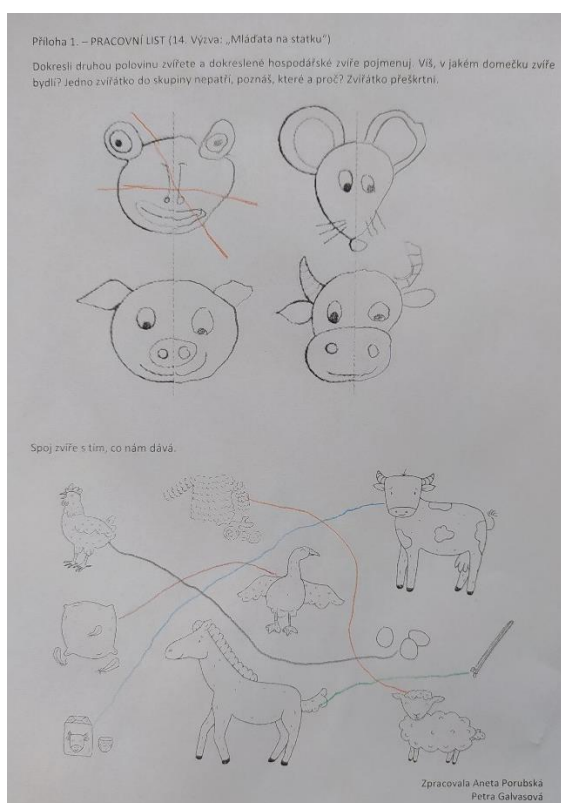 Příloha 1. – PRACOVNÍ LIST (14. Výzva: „Mláďata na statku“)
Dokresli druhou polovinu zvířete a dokreslené hospodářské zvíře pojmenuj. Víš, v jakém domečku zvíře
bydlí? Jedno zvířátko do skupiny nepatří, poznáš, které a proč? Zvířátko přeškrtni.
Spoj zvíře s tím, co nám dává.
Zpracovala Aneta Porubská
Petra Galvasová